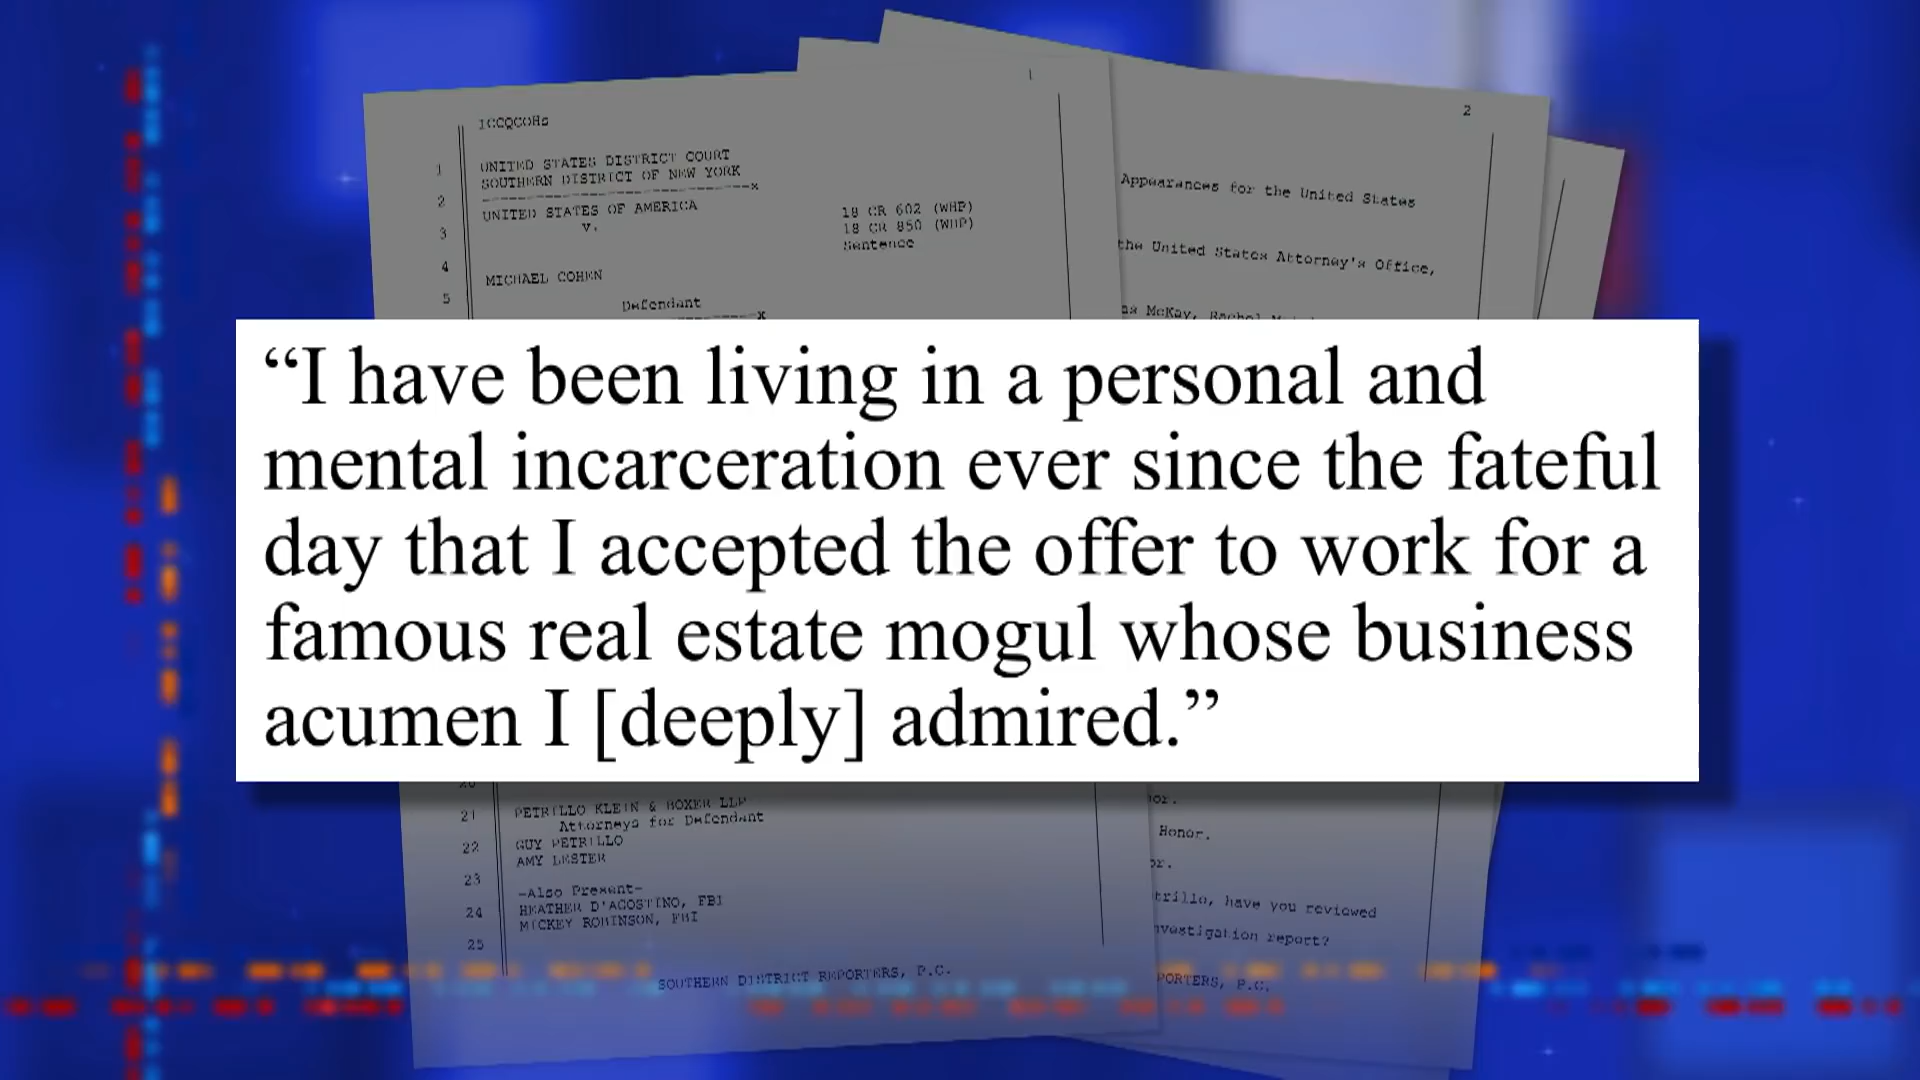 1
1CCQCOHs
1 UNITED STATES DISTRICT COURT
SOUTHERN DISTRICT OF NEW YORK
2 ------------------------------x
UNITED STATES OF AMERICA
3 v.
18 CR 602 (WHP)
18 CR 850 (WHP)
Sentence
4
MICHAEL COHEN
5
Defendant
------------------------------x
2
Appearances for the United States
the United States Attorney's Office,
McKay, Rachel
“I have been living in a personal and
mental incarceration ever since the fateful
day that I accepted the offer to work for a
famous real estate mogul whose business
acumen I [deeply] admired.”
20
21 PETRILLO KLEIN & BOXER LLP
Attorneys for Defendant
22 GUY PETRILLO
AMY LESTER
23
-Also Present-
24 HEATHER D'AGOSTINO, FBI
MICKEY ROBINSON, FBI
25
SOUTHERN DISTRICT REPORTERS, P.C.
Honor.
have you reviewed
report?
P.C.